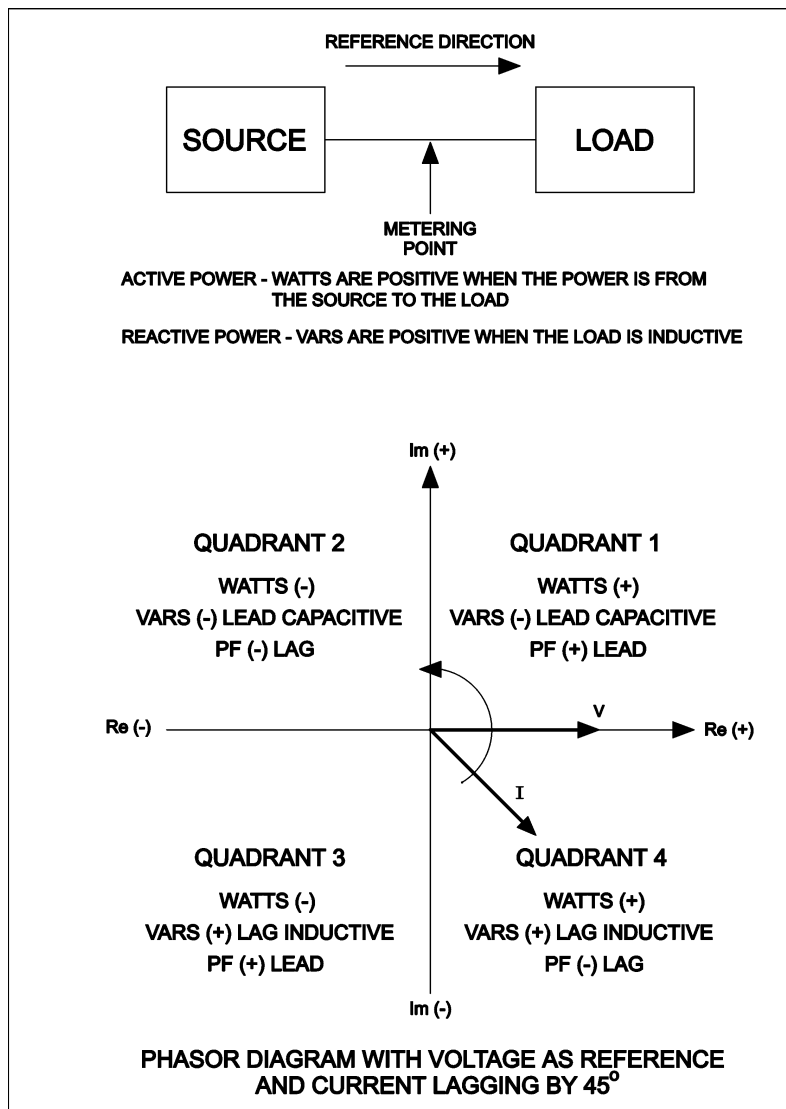 REFERENCE DIRECTION
SOURCE
LOAD
METERING
POINT
ACTIVE POWER - WATTS ARE POSITIVE WHEN THE POWER IS FROM
THE SOURCE TO THE LOAD
REACTIVE POWER - VARS ARE POSITIVE WHEN THE LOAD IS INDUCTIVE
Im (+)
QUADRANT 2
WATTS (-)
VARS (-) LEAD CAPACITIVE
PF (-) LAG
QUADRANT 1
WATTS (+)
VARS (-) LEAD CAPACITIVE
PF (+) LEAD
Re (-)
V
Re (+)
I
QUADRANT 3
WATTS (-)
VARS (+) LAG INDUCTIVE
PF (+) LEAD
QUADRANT 4
WATTS (+)
VARS (+) LAG INDUCTIVE
PF (-) LAG
Im (-)
PHASOR DIAGRAM WITH VOLTAGE AS REFERENCE
AND CURRENT LAGGING BY 45°